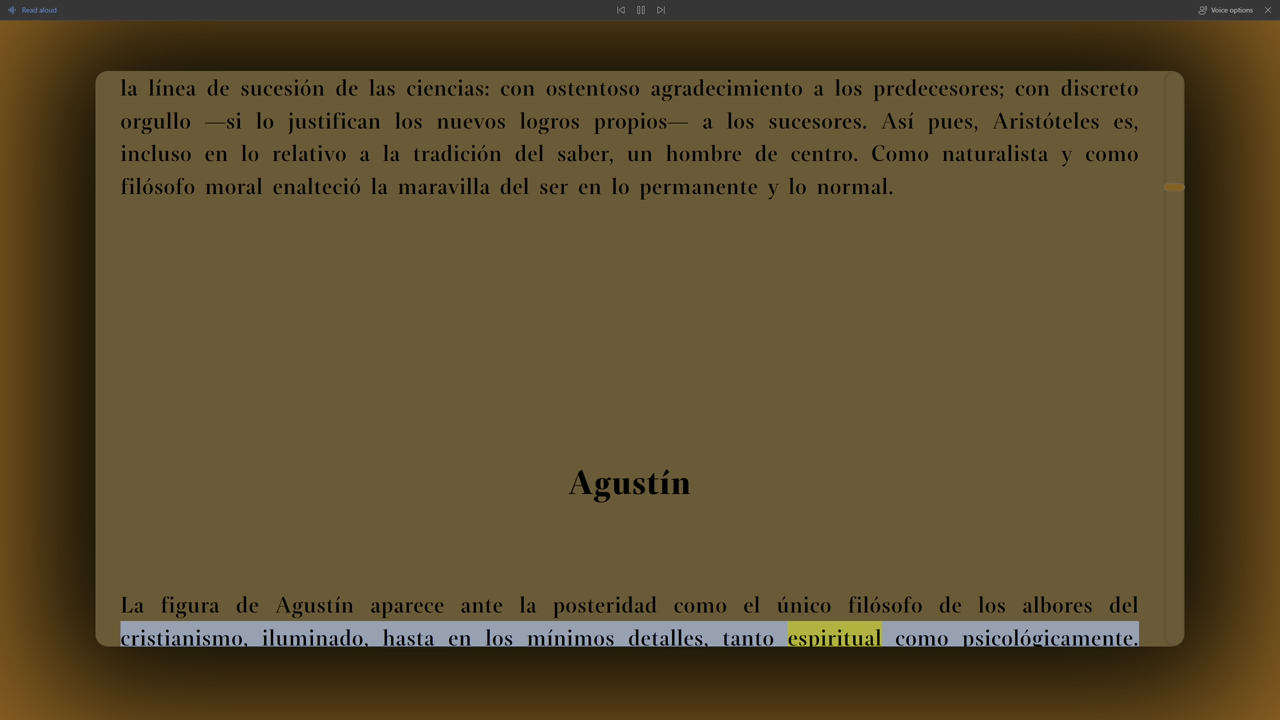 Read aloud
Voice options
la línea de sucesión de las ciencias: con ostentoso agradecimiento a los predecesores; con discreto
orgullo —si lo justifican los nuevos logros propios— a los sucesores. Así pues, Aristóteles es,
incluso en lo relativo a la tradición del saber, un hombre de centro. Como naturalista y como
filósofo moral enalteció la maravilla del ser en lo permanente y lo normal.
Agustín
La figura de Agustín aparece ante la posteridad como el único filósofo de los albores del
cristianismo, iluminado, hasta en los mínimos detalles, tanto espiritual como psicológicamente.